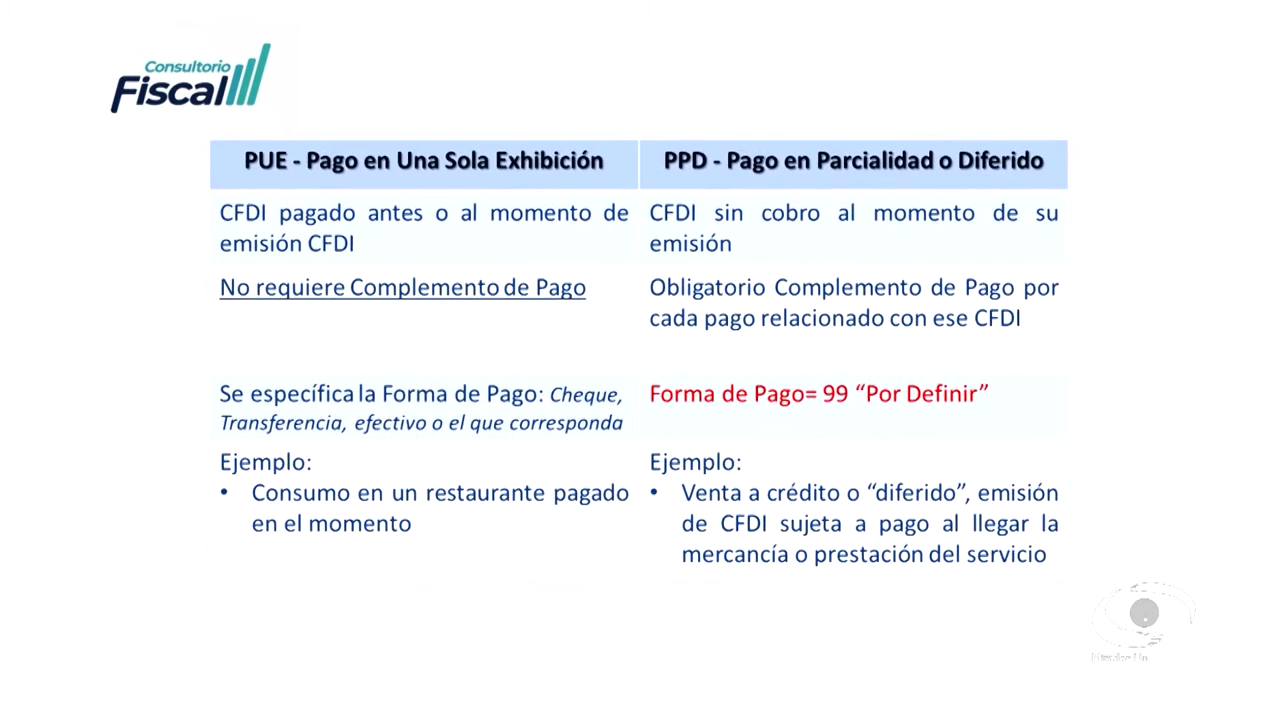 Consultorio
Fiscal
PUE - Pago en Una Sola Exhibición
PPD - Pago en Parcialidad o Diferido
CFDI pagado antes o al momento de
emisión CFDI
CFDI sin cobro al momento de su
emisión
No requiere Complemento de Pago
Obligatorio Complemento de Pago por
cada pago relacionado con ese CFDI
Se específica la Forma de Pago: Cheque,
Transferencia, efectivo o el que corresponda
Forma de Pago= 99 “Por Definir”
Ejemplo:
• Consumo en un restaurante pagado
en el momento
Ejemplo:
• Venta a crédito o “diferido”, emisión
de CFDI sujeta a pago al llegar la
mercancía o prestación del servicio